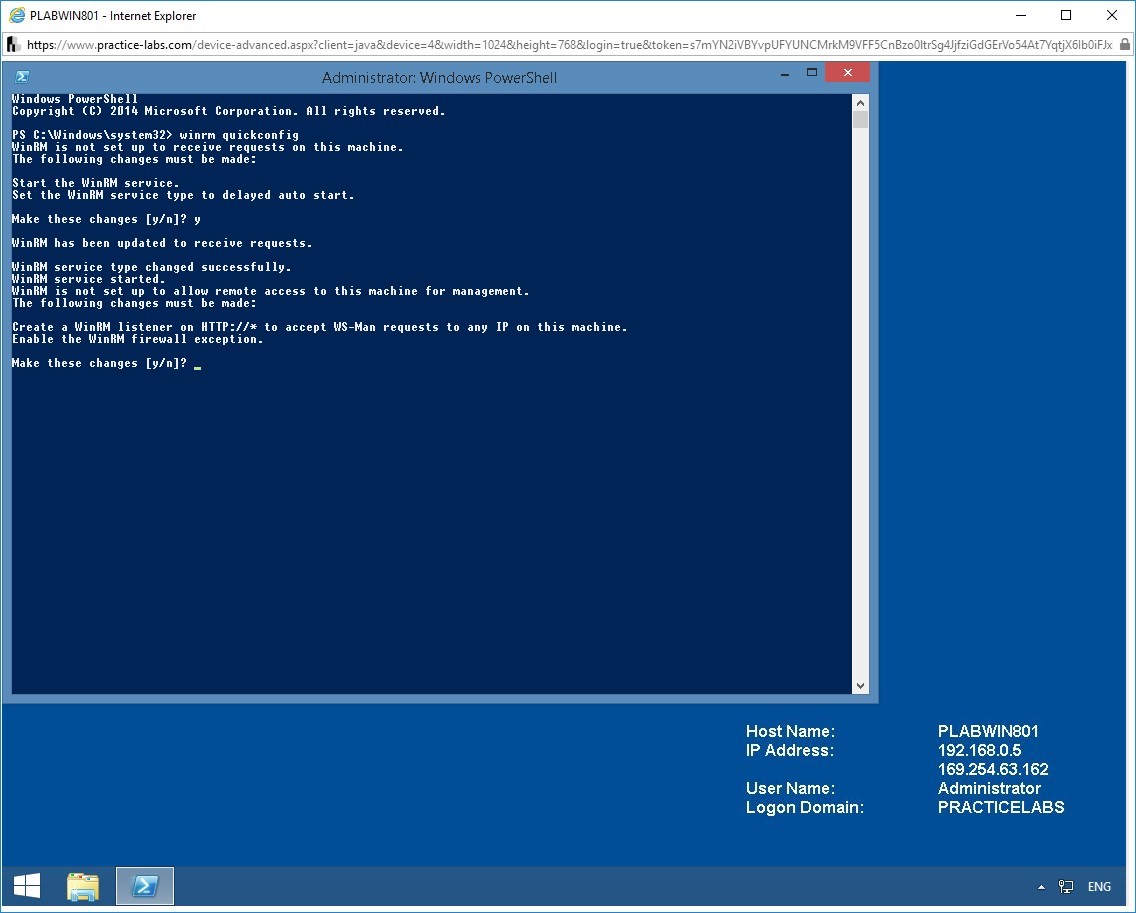 PLABWIN801 - Internet Explorer
https://www.practice-labs.com/device-advanced.aspx?client=java&device=4&width=1024&height=768&login=true&token=s7mYN2iVBYvpUFYUNCMrkM9VFF5CnBzo0ItrSg4JjfziGdGErVo54At7YqtjX6lb0iFJx
Administrator: Windows PowerShell
Windows PowerShell
Copyright (C) 2014 Microsoft Corporation. All rights reserved.
PS C:\Windows\system32> winrm quickconfig
WinRM is not set up to receive requests on this machine.
The following changes must be made:
Start the WinRM service.
Set the WinRM service type to delayed auto start.
Make these changes [y/n]? y
WinRM has been updated to receive requests.
WinRM service type changed successfully.
WinRM service started.
WinRM is not set up to allow remote access to this machine for management.
The following changes must be made:
Create a WinRM listener on HTTP://* to accept WS-Man requests to any IP on this machine.
Enable the WinRM firewall exception.
Make these changes [y/n]? _
Host Name: PLABWIN801
IP Address: 192.168.0.5
169.254.63.162
User Name: Administrator
Logon Domain: PRACTICELABS
ENG